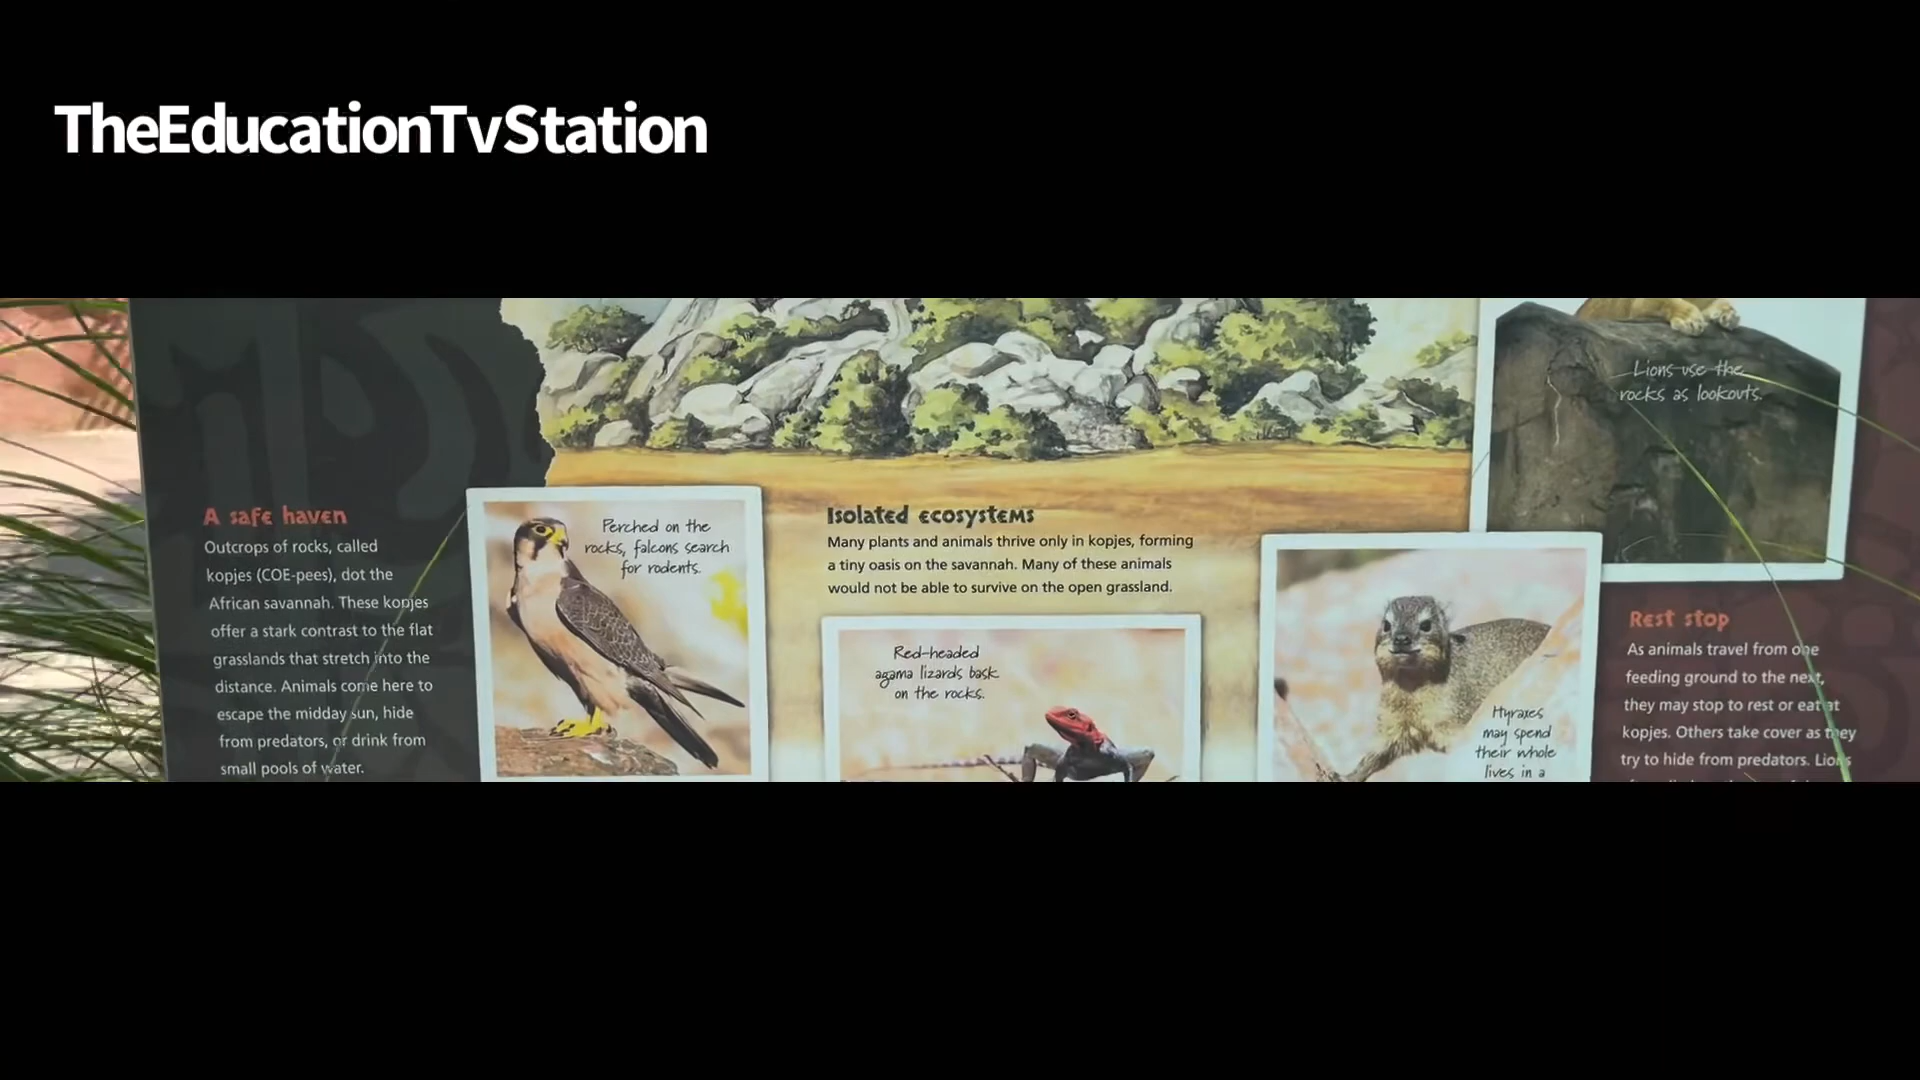 TheEducationTvStation
A safe haven
Outcrops of rocks, called
kopjes (COE-pees), dot the
African savannah. These kopjes
offer a stark contrast to the flat
grasslands that stretch into the
distance. Animals come here to
escape the midday sun, hide
from predators, or drink from
small pools of water.
Perched on the
rocks, falcons search
for rodents.
Isolated ecosystems
Many plants and animals thrive only in kopjes, forming
a tiny oasis on the savannah. Many of these animals
would not be able to survive on the open grassland.
Red-headed
agama lizards bask
on the rocks.
Hyraxes
may spend
their whole
lives in a
Lions use the
rocks as lookouts.
Rest stop
As animals travel from one
feeding ground to the next,
they may stop to rest or eat at
kopjes. Others take cover as they
try to hide from predators. Lions